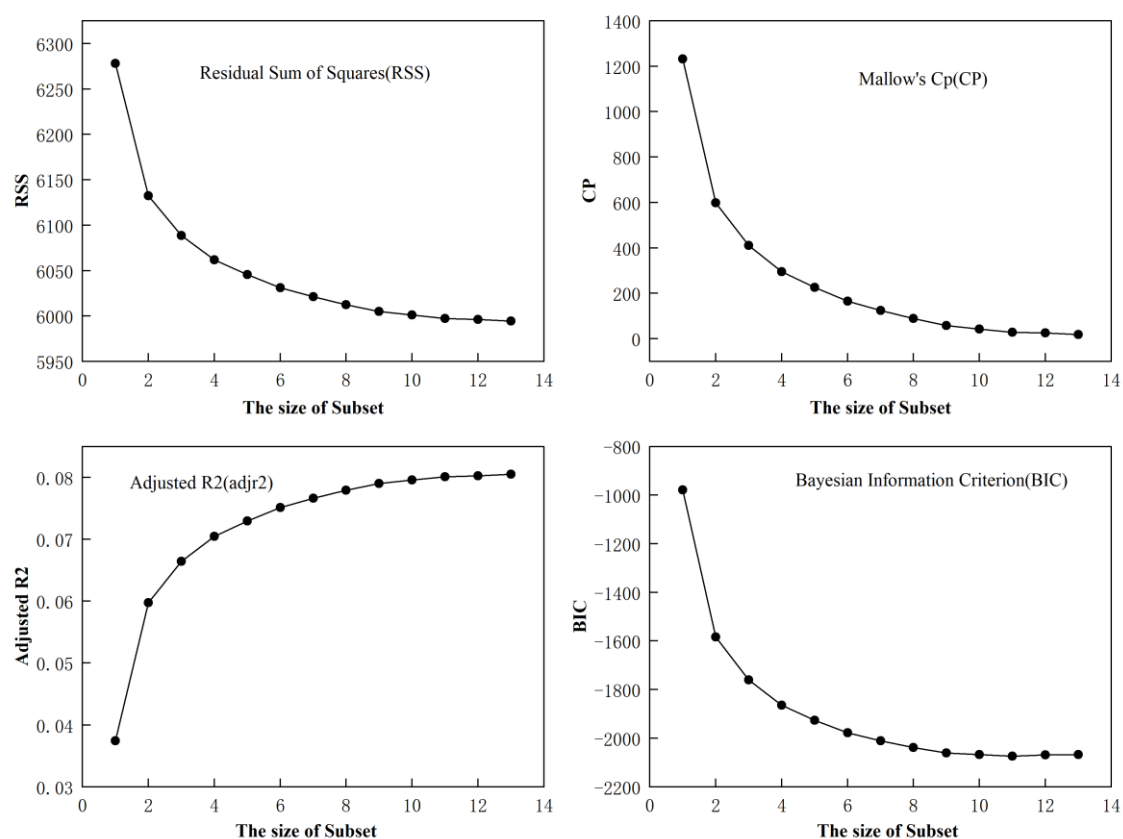 6300
6250
6200
6150
6100
6050
6000
5950
RSS
Residual Sum of Squares(RSS)
0 2 4 6 8 10 12 14
The size of Subset
1400
1200
1000
800
600
400
200
0
CP
Mallow's Cp(CP)
0 2 4 6 8 10 12 14
The size of Subset
0.08
0.07
0.06
0.05
0.04
0.03
Adjusted R2
Adjusted R2(adjr2)
0 2 4 6 8 10 12 14
The size of Subset
-800
-1000
-1200
-1400
-1600
-1800
-2000
-2200
BIC
Bayesian Information Criterion(BIC)
0 2 4 6 8 10 12 14
The size of Subset